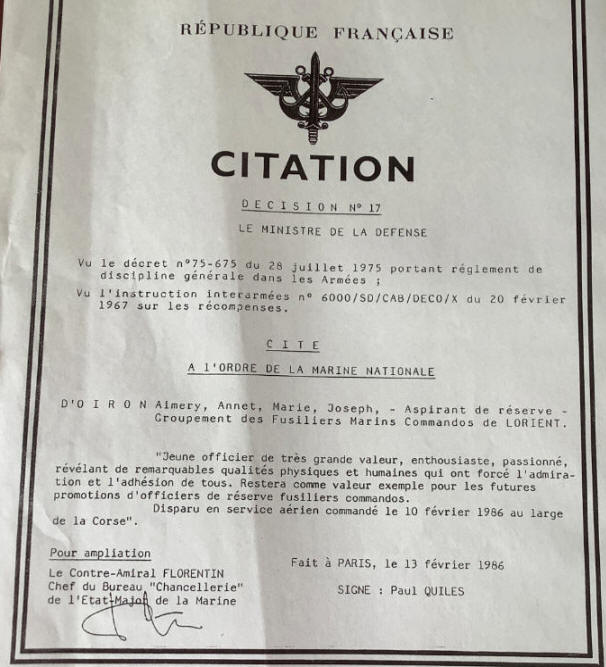 RÉPUBLIQUE FRANÇAISE
CITATION
DECISION N° 17
LE MINISTRE DE LA DEFENSE
Vu le décret n°75-675 du 28 juillet 1975 portant réglement de
discipline générale dans les Armées ;
Vu l'instruction interarmées n° 6000/SD/CAB/DECO/X du 20 février
1967 sur les récompenses.
CITE
A l'ORDRE DE LA MARINE NATIONALE
D'OIRON Aimery, Annet, Marie, Joseph, - Aspirant de réserve -
Groupement des Fusiliers Marins Commandos de LORIENT.
"Jeune officier de très grande valeur, enthousiaste, passionné,
révélant de remarquables qualités physiques et humaines qui ont forcé l'admira-
tion et l'adhésion de tous. Restera comme valeur exemple pour les futures
promotions d'officiers de réserve fusiliers commandos.
Disparu en service aérien commandé le 10 février 1986 au large
de la Corse".
Pour ampliation
Fait à PARIS, le 13 février 1986
Le Contre-Amiral FLORENTIN
Chef du Bureau "Chancellerie"
de l'Etat-Major de la Marine
SIGNE : Paul QUILES